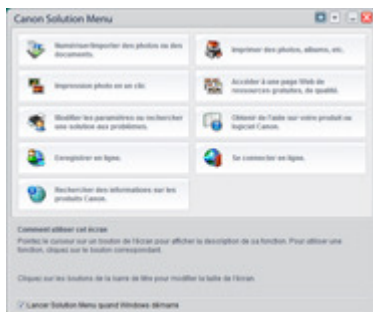 Canon Solution Menu
Numériser/Importer des photos ou des
documents.
Imprimer des photos, albums, etc.
Impression photo en un clic.
Accéder à une page Web de
ressources gratuites, de qualité.
Modifier les paramètres ou rechercher
une solution aux problèmes.
Obtenir de l'aide sur votre produit ou
logiciel Canon.
Enregistrer en ligne.
Se connecter en ligne.
Rechercher des informations sur les
produits Canon.
Comment utiliser cet écran
Pointez le curseur sur un bouton de l'écran pour afficher la description de sa fonction. Pour utiliser une
fonction, cliquez sur le bouton correspondant.
Cliquez sur les boutons de la barre de titre pour modifier la taille de l'écran.
Lancer Solution Menu quand Windows démarre